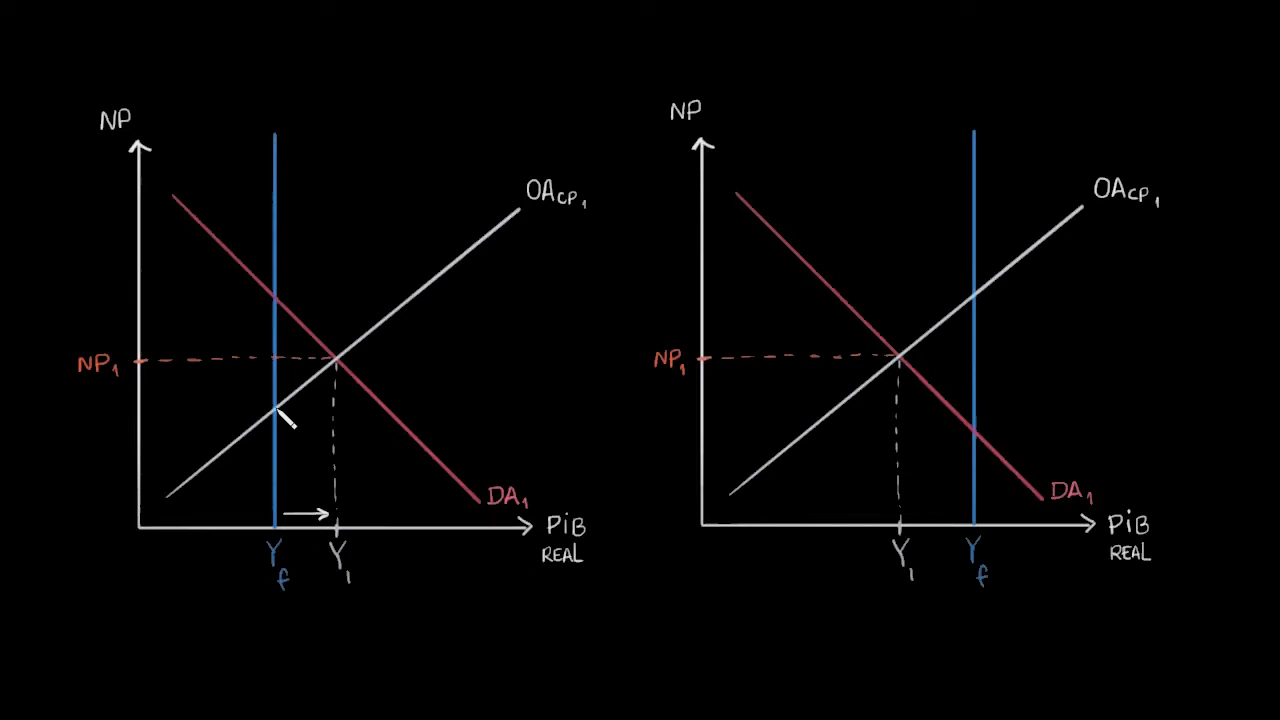 NP
OACP1
NP1
DA1
PiB
REAL
Yf
Y1
NP
OACP1
NP1
DA1
PiB
REAL
Y1
Yf